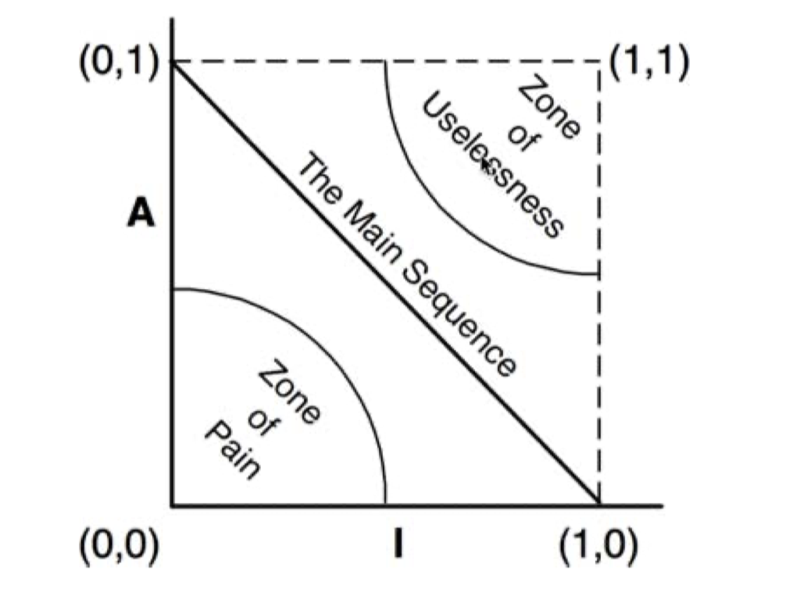 (0,1)
(1,1)
Zone
of
Uselessness
A
The Main Sequence
Zone
of
Pain
(0,0)
I
(1,0)